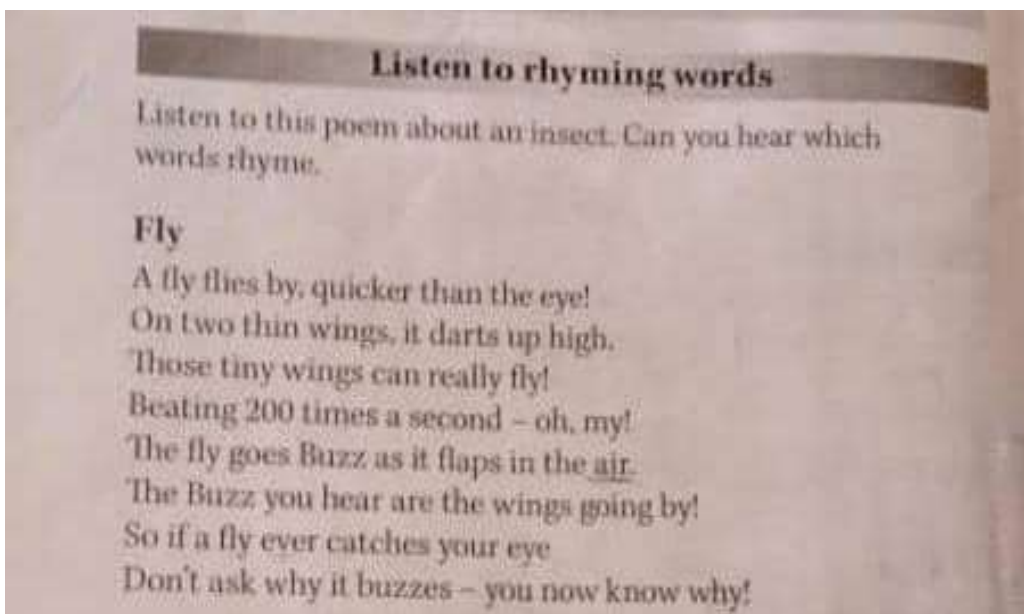 Listen to rhyming words
Listen to this poem about an insect. Can you hear which
words rhyme.
Fly
A fly flies by, quicker than the eye!
On two thin wings, it darts up high.
Those tiny wings can really fly!
Beating 200 times a second – oh, my!
The fly goes Buzz as it flaps in the air.
The Buzz you hear are the wings going by!
So if a fly ever catches your eye
Don't ask why it buzzes – you now know why!